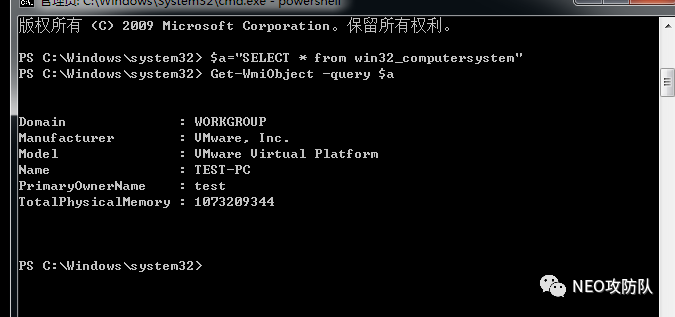 管理员: C:\Windows\System32\cmd.exe - powershell
版权所有 (C) 2009 Microsoft Corporation。保留所有权利。
PS C:\Windows\system32> $a="SELECT * from win32_computersystem"
PS C:\Windows\system32> Get-WmiObject -query $a
Domain : WORKGROUP
Manufacturer : VMware, Inc.
Model : VMware Virtual Platform
Name : TEST-PC
PrimaryOwnerName : test
TotalPhysicalMemory : 1073209344
PS C:\Windows\system32>
NEO攻防队